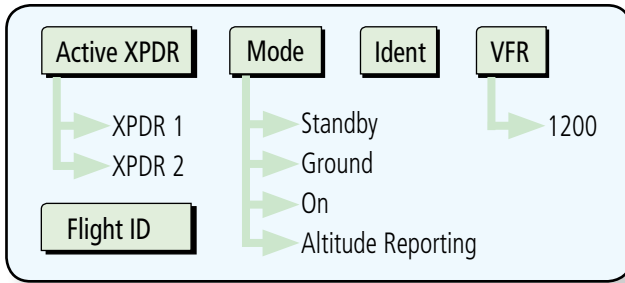 Active XPDR
XPDR 1
XPDR 2
Flight ID
Mode
Standby
Ground
On
Altitude Reporting
Ident
VFR
1200